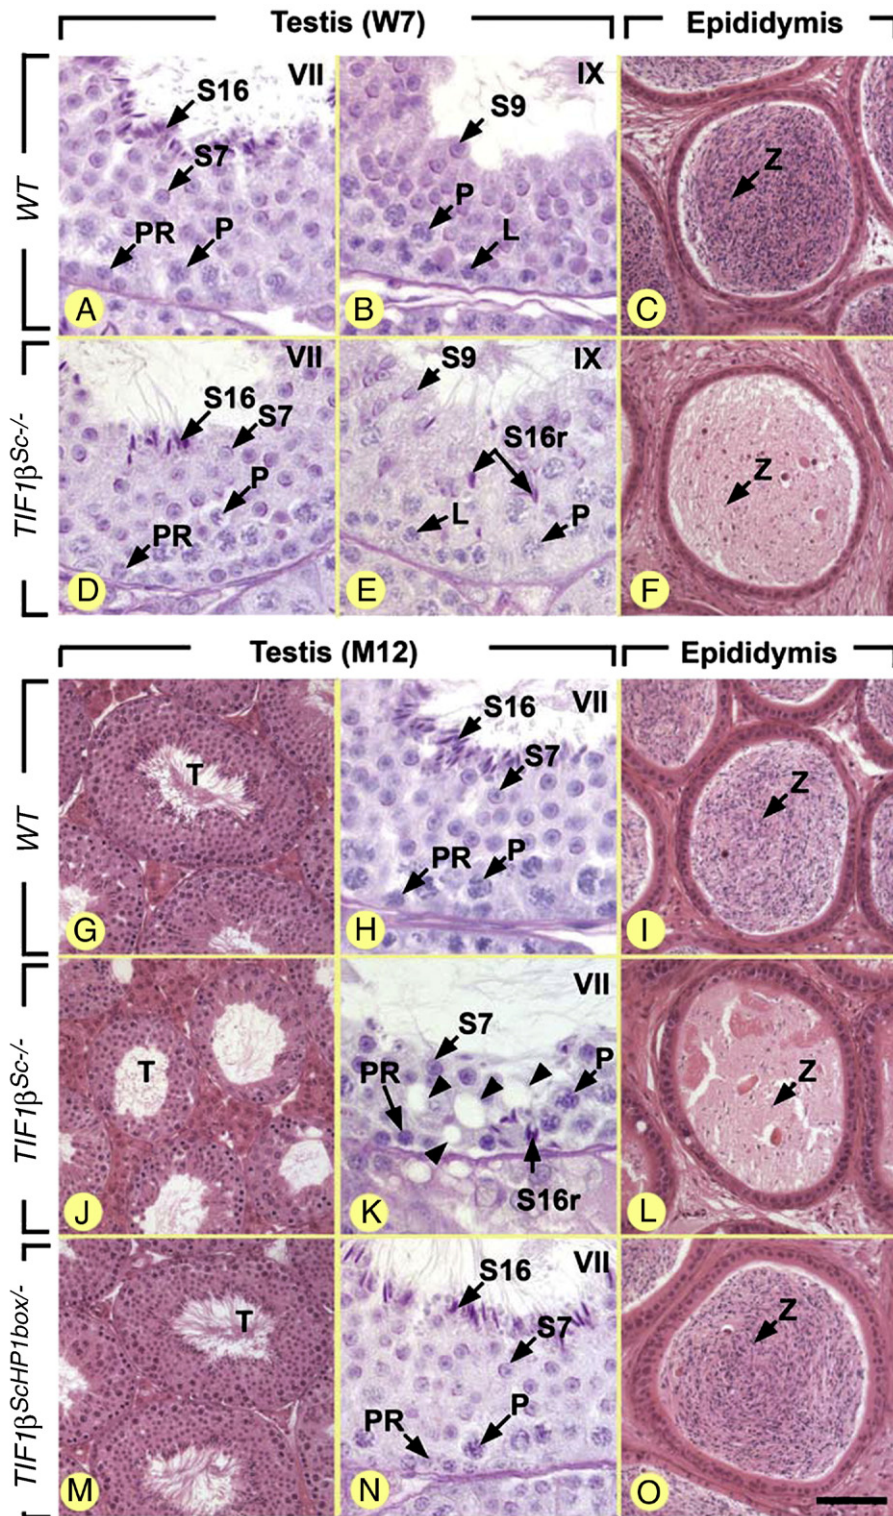 Testis (W7) Epididymis
WT
VII
S16
S7
PR P
A
IX
S9
P
L
B
Z
C
TIF1βSc-/-
VII
S16
S7
P
PR
D
IX
S9
S16r
L
P
E
Z
F
Testis (M12) Epididymis
WT
T
G
VII
S16
S7
PR P
H
Z
I
TIF1βSc-/-
T
J
VII
S7
PR P
S16r
K
Z
L
TIF1βScHP1box/-
T
M
VII
S16
S7
PR P
N
Z
O